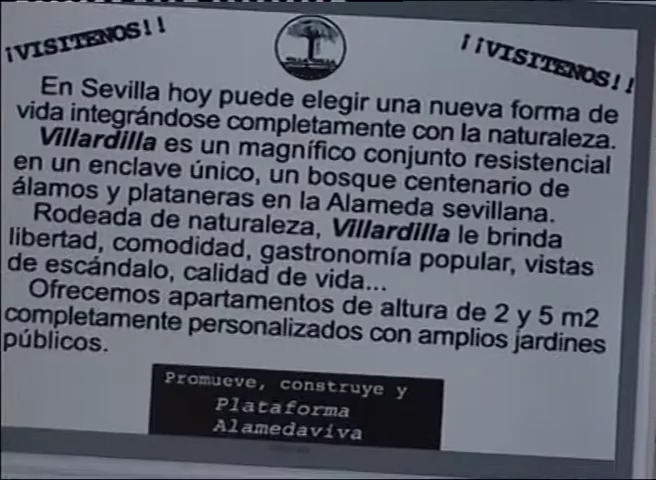 ¡VISITENOS!!
¡¡VISITENOS!!
En Sevilla hoy puede elegir una nueva forma de
vida integrándose completamente con la naturaleza.
Villardilla es un magnífico conjunto resistencial
en un enclave único, un bosque centenario de
álamos y plataneras en la Alameda sevillana.
Rodeada de naturaleza, Villardilla le brinda
libertad, comodidad, gastronomía popular, vistas
de escándalo, calidad de vida...
Ofrecemos apartamentos de altura de 2 y 5 m2
completamente personalizados con amplios jardines
públicos.
Promueve, construye y
Plataforma
Alamedaviva